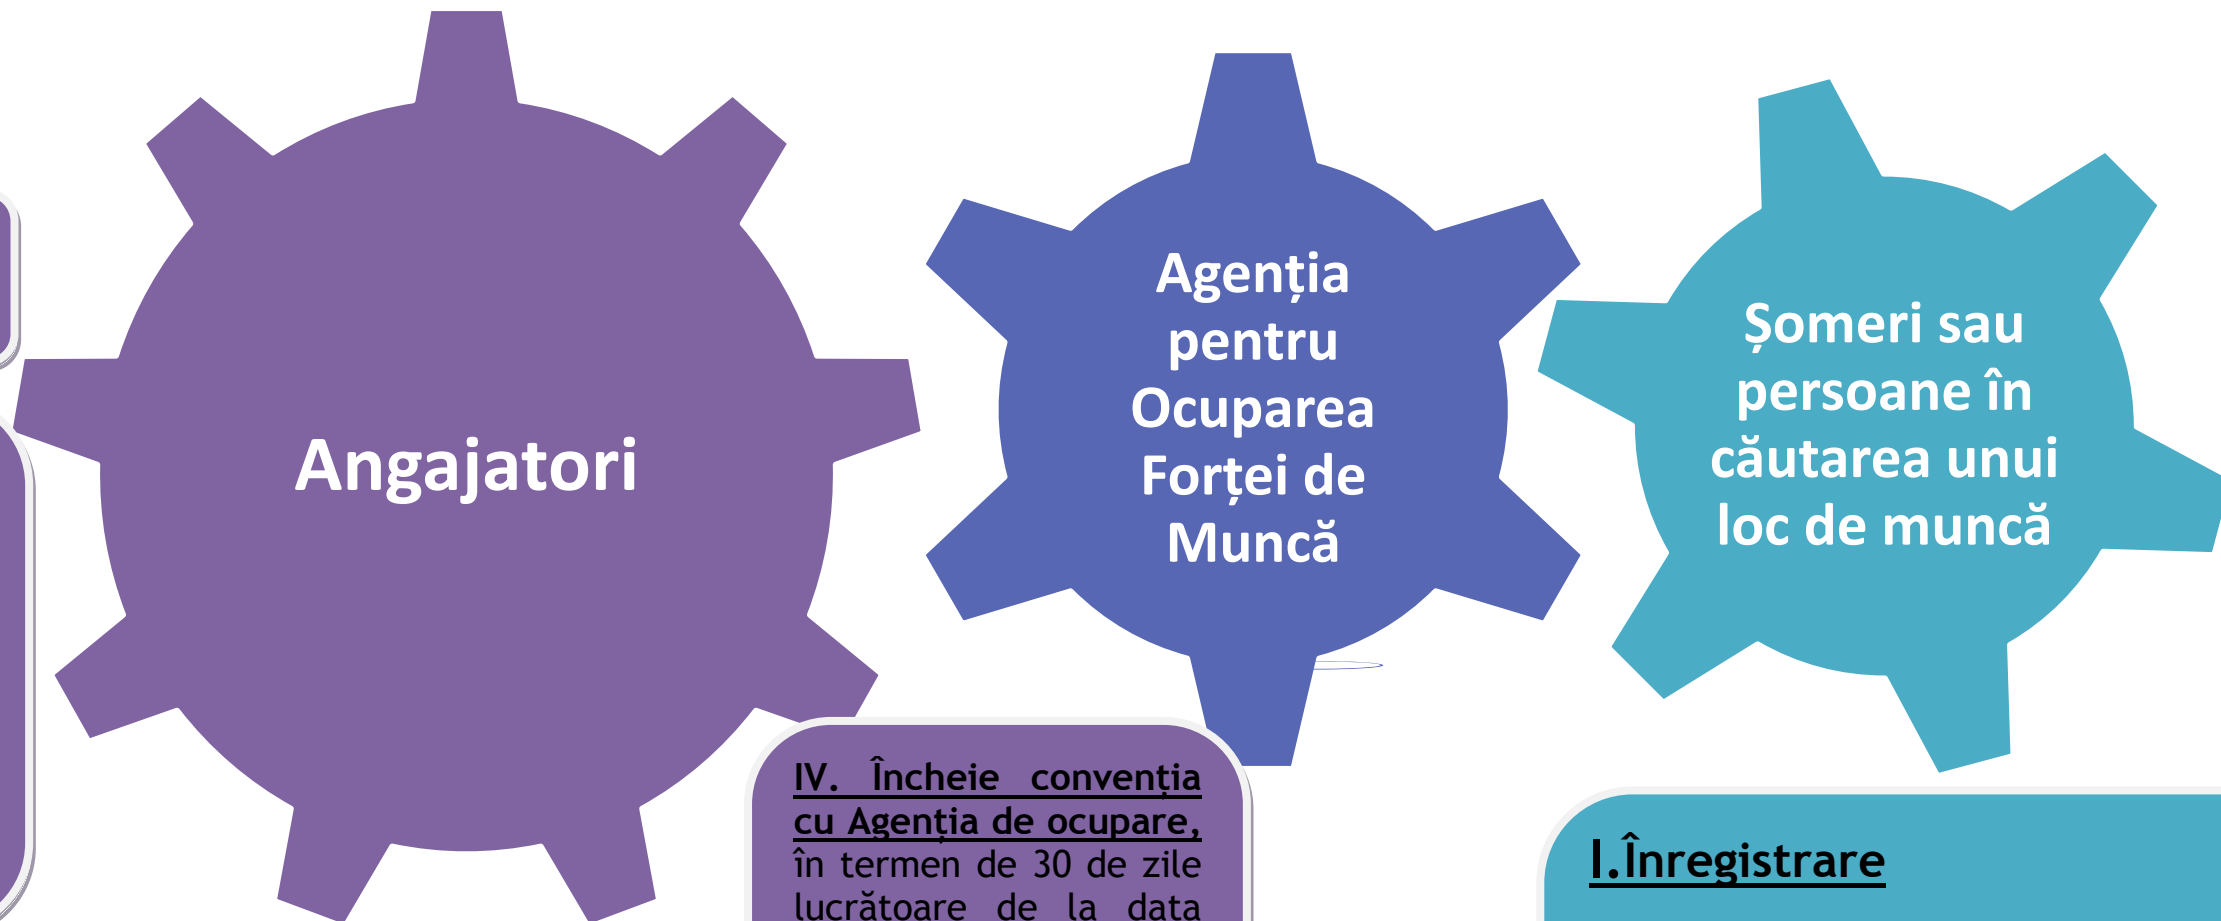 Angajatori
Agenția
pentru
Ocuparea
Forței de
Muncă
Șomeri sau
persoane în
căutarea unui
loc de muncă
IV. Încheie convenția
cu Agenția de ocupare,
în termen de 30 de zile
lucrătoare de la data
I.Înregistrare